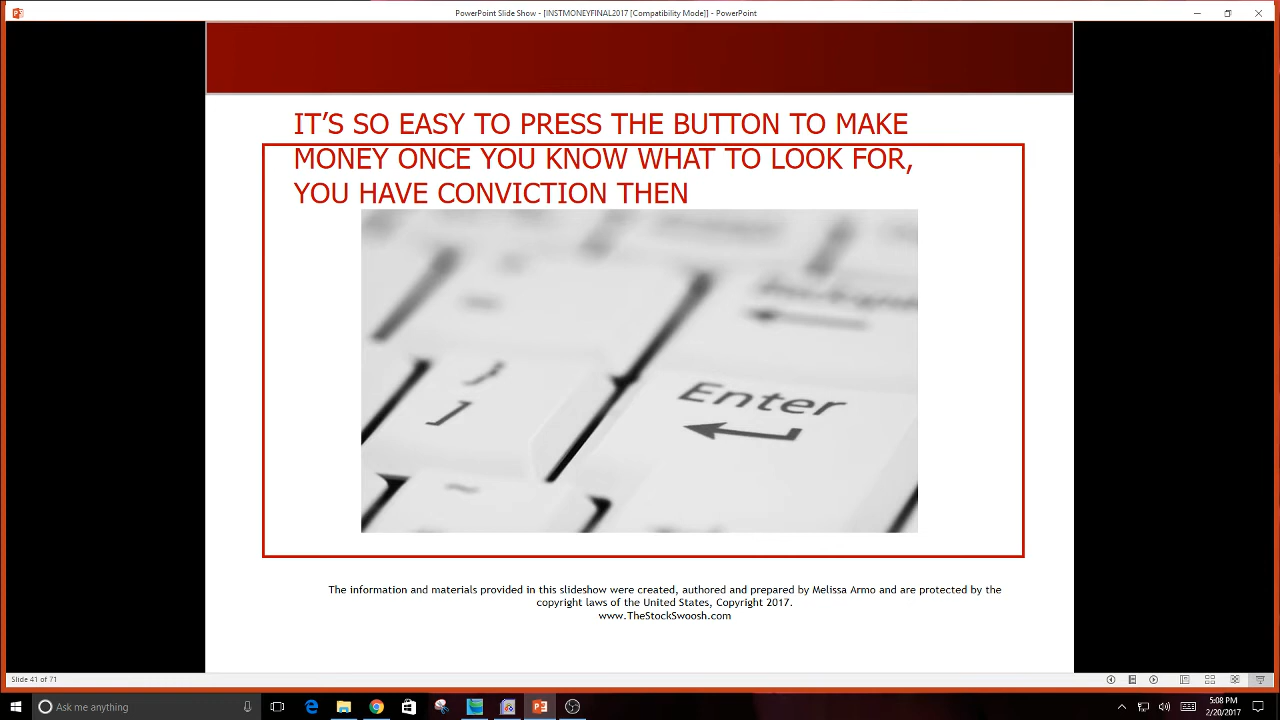 PowerPoint Slide Show - [INSTMONEYFINAL2017 [Compatibility Mode]] - PowerPoint
IT’S SO EASY TO PRESS THE BUTTON TO MAKE
MONEY ONCE YOU KNOW WHAT TO LOOK FOR,
YOU HAVE CONVICTION THEN
}
]
Enter
~
The information and materials provided in this slideshow were created, authored and prepared by Melissa Armo and are protected by the
copyright laws of the United States, Copyright 2017.
www.TheStockSwoosh.com
Slide 41 of 71
Ask me anything
5:08 PM
2/20/2017